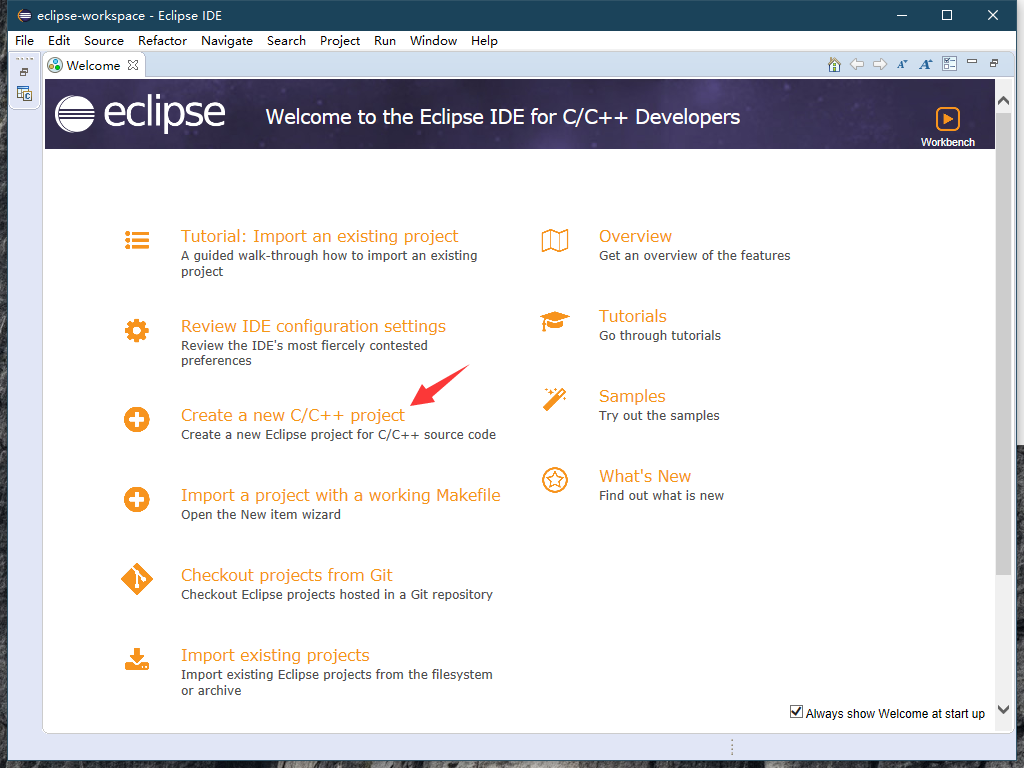 eclipse-workspace - Eclipse IDE
File Edit Source Refactor Navigate Search Project Run Window Help
Welcome
eclipse
Welcome to the Eclipse IDE for C/C++ Developers
Workbench
Tutorial: Import an existing project
A guided walk-through how to import an existing
project
Review IDE configuration settings
Review the IDE's most fiercely contested
preferences
Create a new C/C++ project
Create a new Eclipse project for C/C++ source code
Import a project with a working Makefile
Open the New item wizard
Checkout projects from Git
Checkout Eclipse projects hosted in a Git repository
Import existing projects
Import existing Eclipse projects from the filesystem
or archive
Overview
Get an overview of the features
Tutorials
Go through tutorials
Samples
Try out the samples
What's New
Find out what is new
Always show Welcome at start up